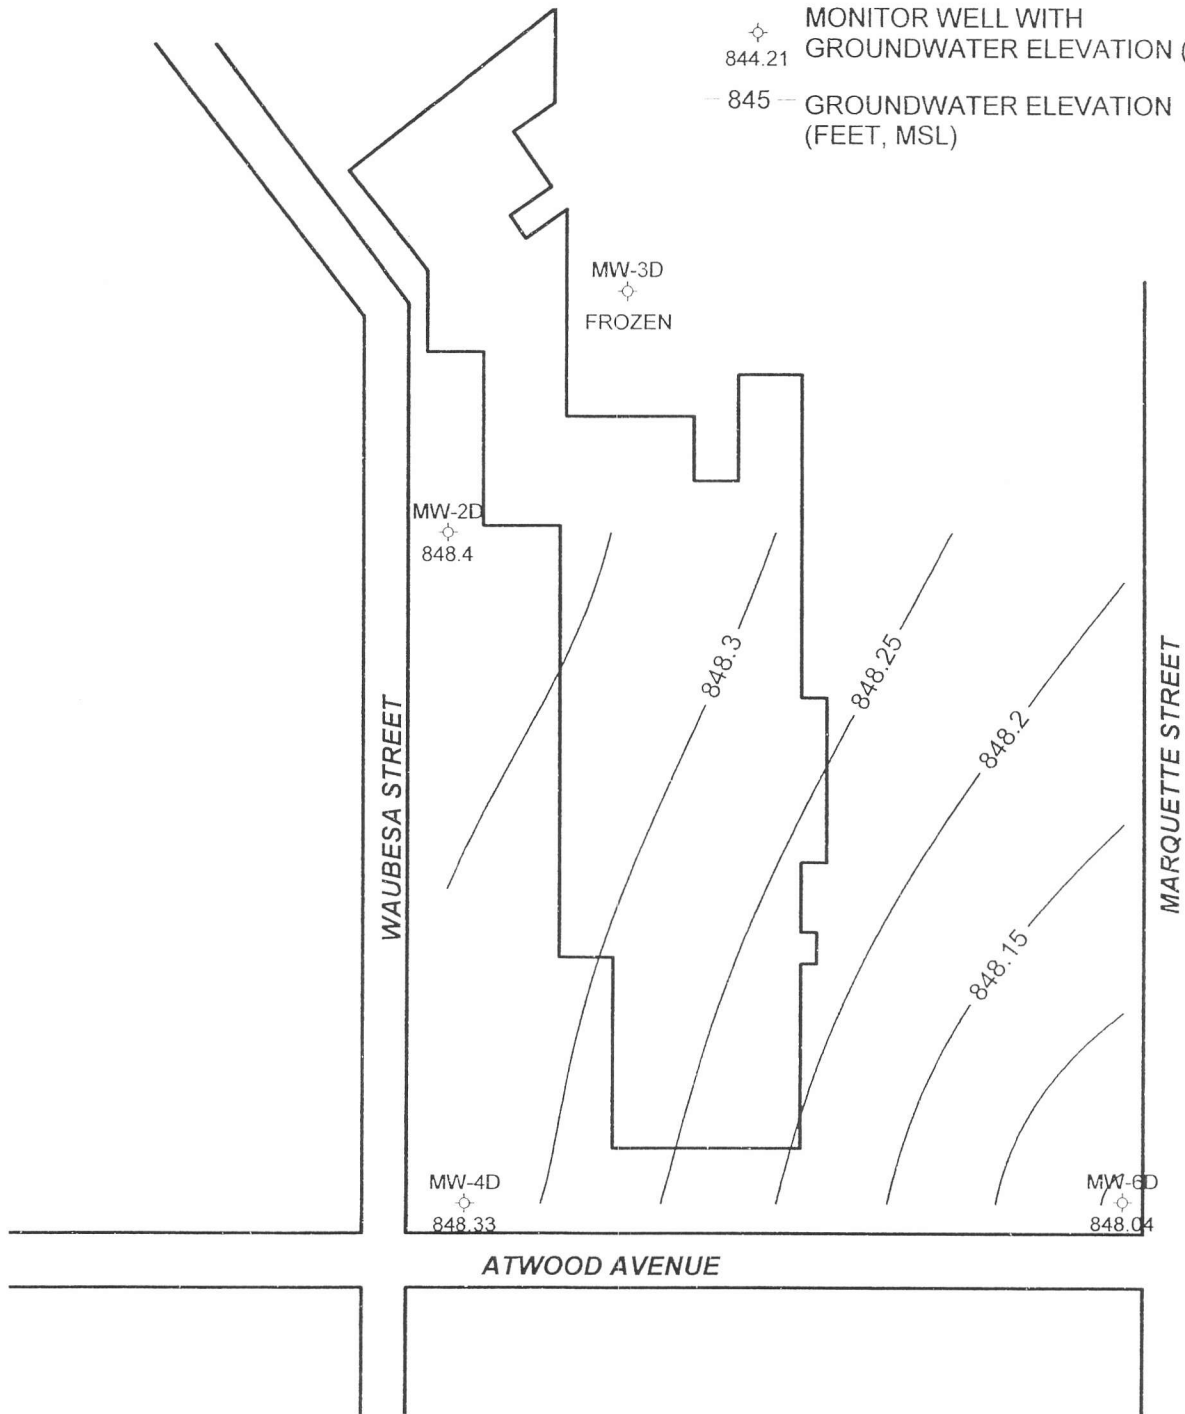 MONITOR WELL WITH
844.21 GROUNDWATER ELEVATION (
845 GROUNDWATER ELEVATION
(FEET, MSL)
MW-3D
FROZEN
MW-2D
848.4
848.3
848.25
848.2
848.15
WAUBESA STREET
MARQUETTE STREET
MW-4D
848.33
MW-6D
848.04
ATWOOD AVENUE